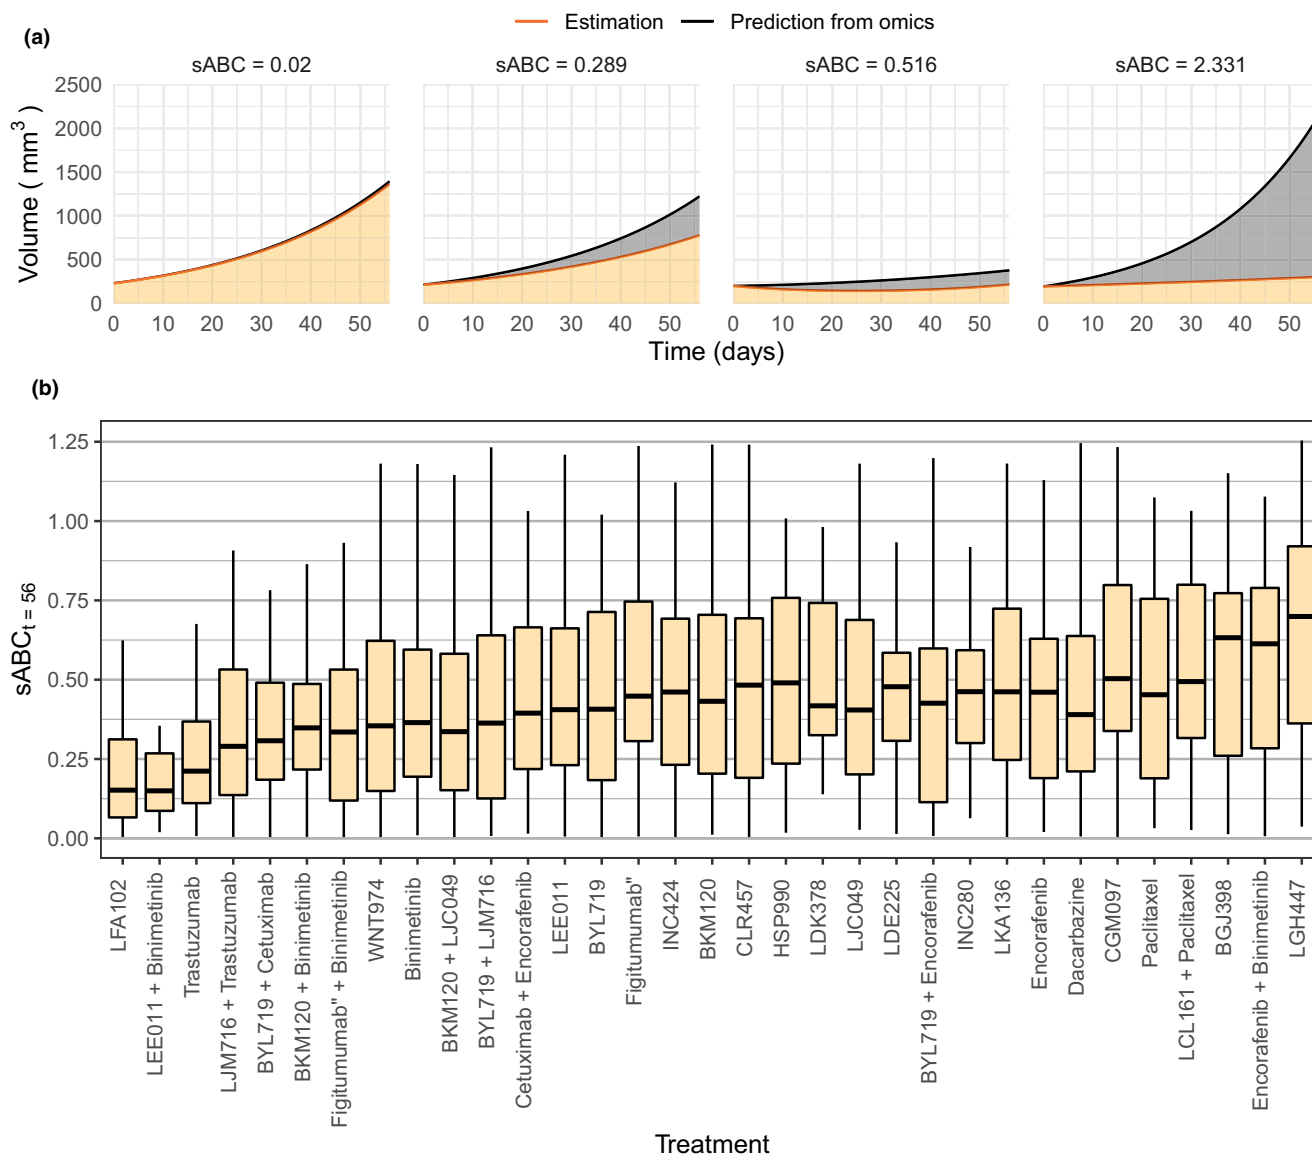 Estimation Prediction from omics
(a)
sABC = 0.02 sABC = 0.289 sABC = 0.516 sABC = 2.331
2500
2000
1500
1000
500
0
Volume ( mm³ )
0 10 20 30 40 50 0 10 20 30 40 50 0 10 20 30 40 50 0 10 20 30 40 50
Time (days)
(b)
1.25
1.00
0.75
0.50
0.25
0.00
sABC t = 56
LFA102
LEE011 + Binimetinib
Trastuzumab
LJM716 + Trastuzumab
BYL719 + Cetuximab
BKM120 + Binimetinib
Figitumumab" + Binimetinib
WNT974
Binimetinib
BKM120 + LJC049
BYL719 + LJM716
Cetuximab + Encorafenib
LEE011
BYL719
Figitumumab"
INC424
BKM120
CLR457
HSP990
LDK378
LJC049
LDE225
BYL719 + Encorafenib
INC280
LKA136
Encorafenib
Dacarbazine
CGM097
Paclitaxel
LCL161 + Paclitaxel
BGJ398
Encorafenib + Binimetinib
LGH447
Treatment